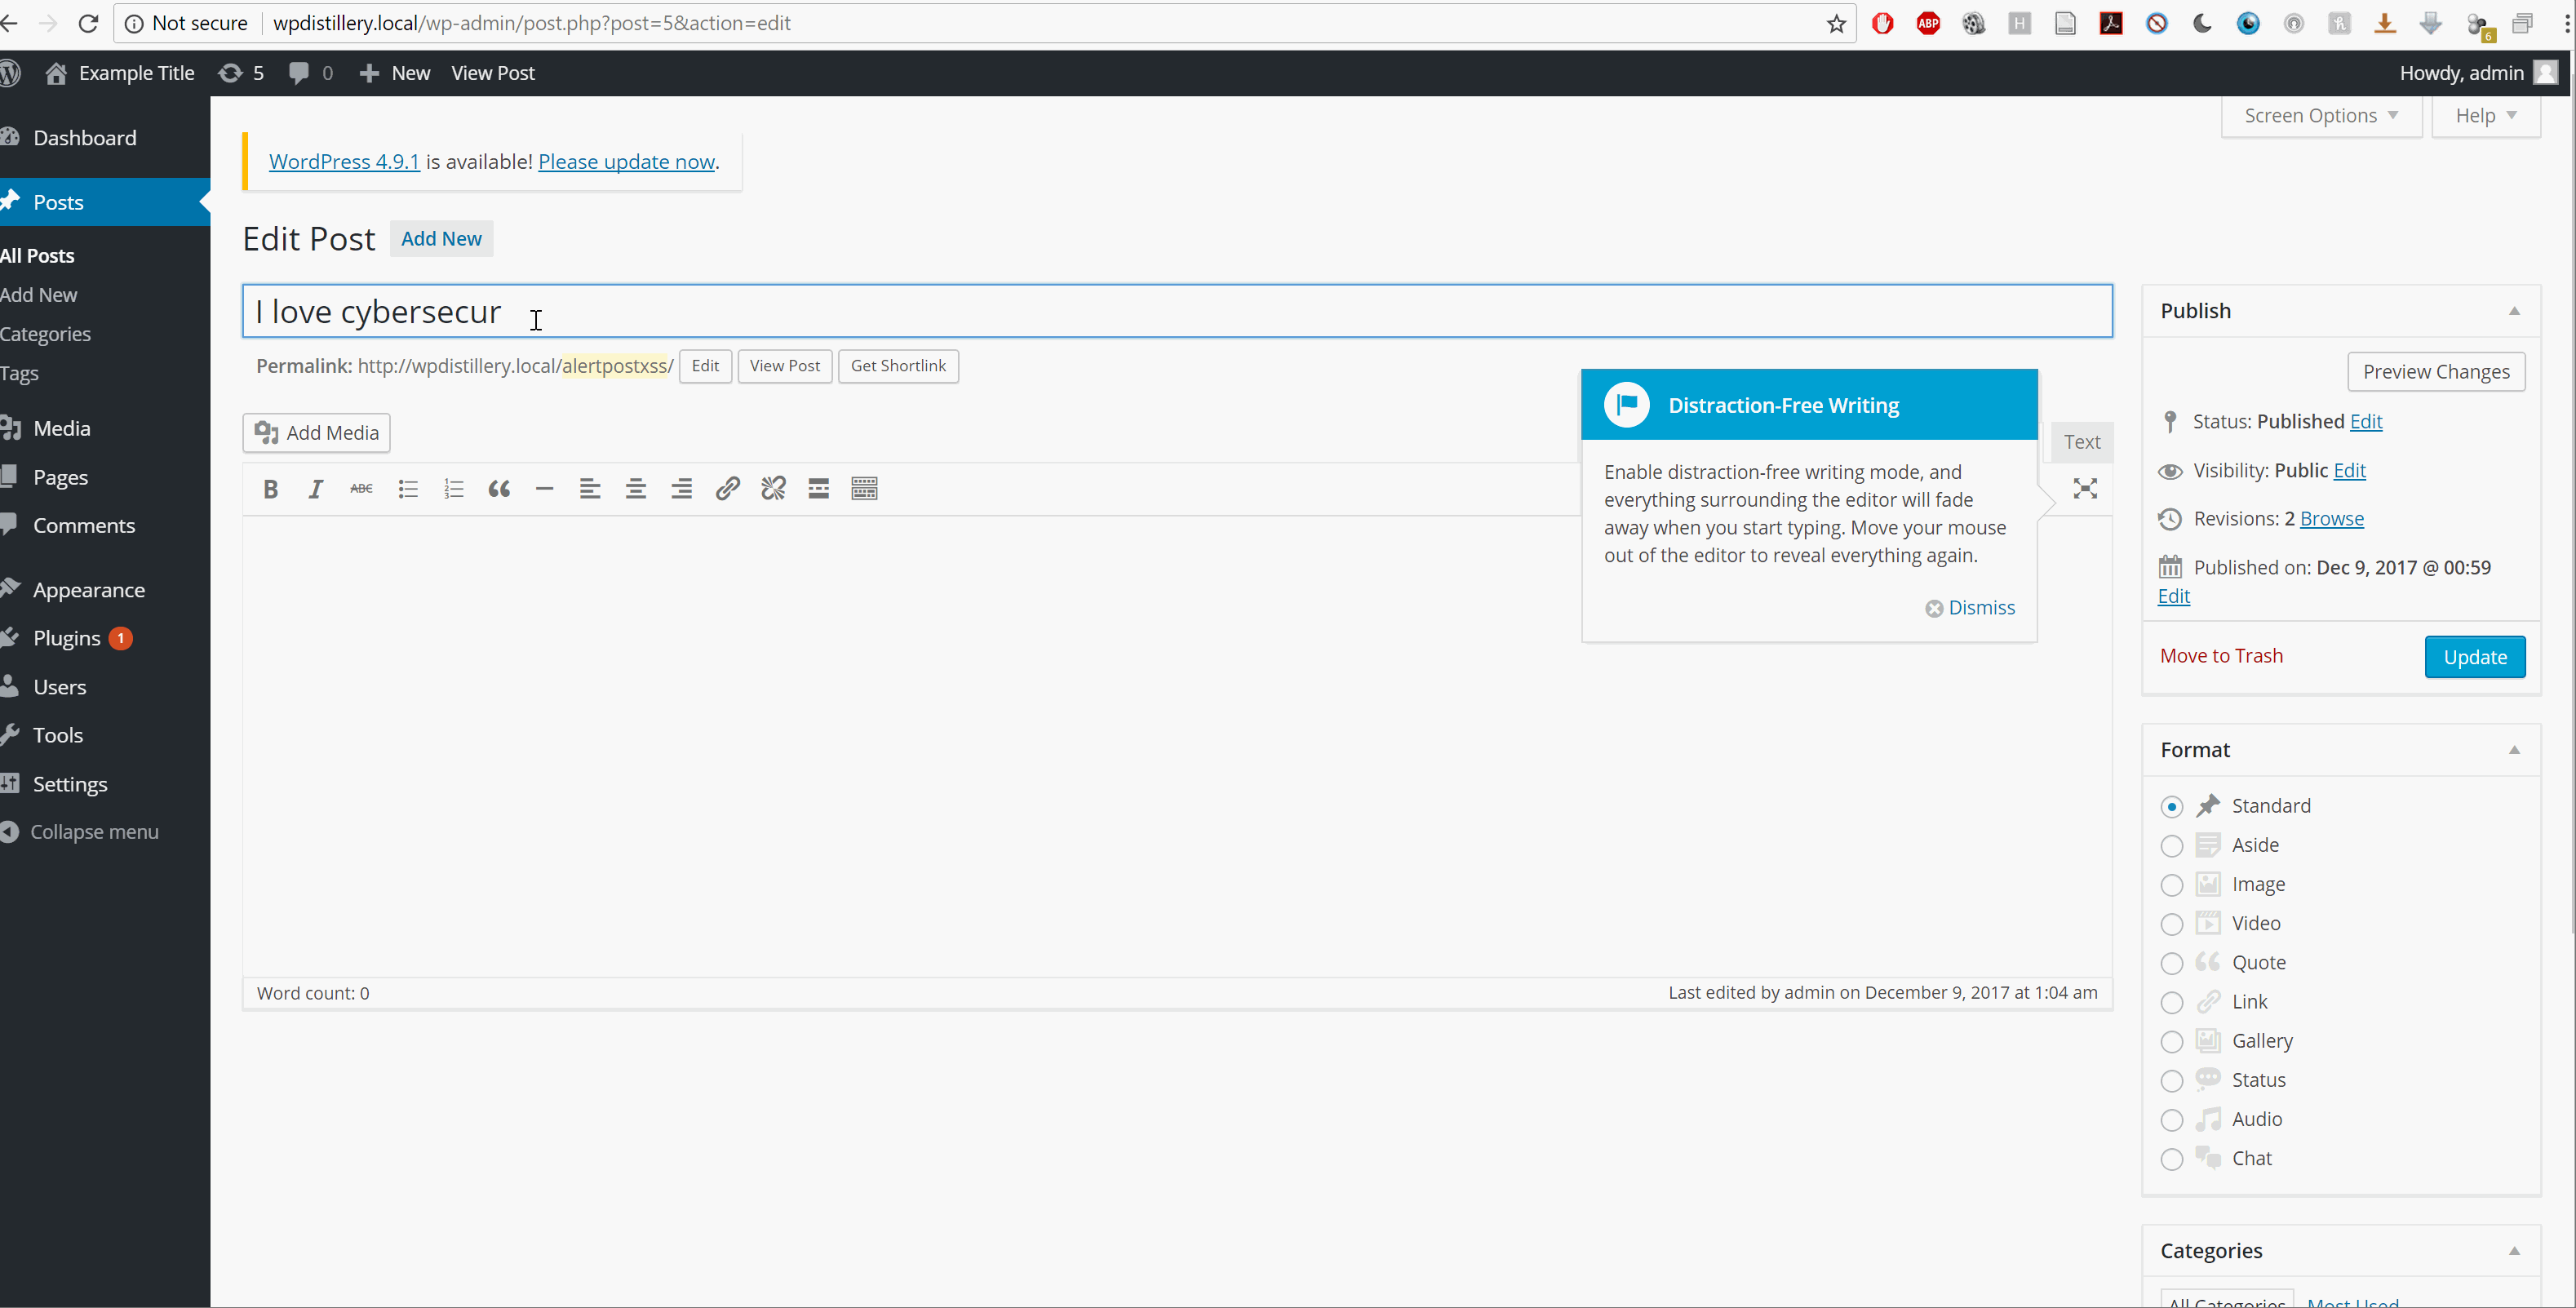 Not secure wpdistillery.local/wp-admin/post.php?post=5&action=edit
ABP H 6
Example Title 5 0 New View Post Howdy, admin
Screen Options Help
Dashboard
Posts
All Posts
Add New
Categories
Tags
Media
Pages
Comments
Appearance
Plugins 1
Users
Tools
Settings
Collapse menu
WordPress 4.9.1 is available! Please update now.
Edit Post Add New
I love cybersecur
Permalink: http://wpdistillery.local/alertpostxss/ Edit View Post Get Shortlink
Add Media
Text
B I ABC
Distraction-Free Writing
Enable distraction-free writing mode, and
everything surrounding the editor will fade
away when you start typing. Move your mouse
out of the editor to reveal everything again.
Dismiss
Word count: 0 Last edited by admin on December 9, 2017 at 1:04 am
Publish
Preview Changes
Status: Published Edit
Visibility: Public Edit
Revisions: 2 Browse
Published on: Dec 9, 2017 @ 00:59
Edit
Move to Trash Update
Format
Standard
Aside
Image
Video
Quote
Link
Gallery
Status
Audio
Chat
Categories
All Categories Most Used